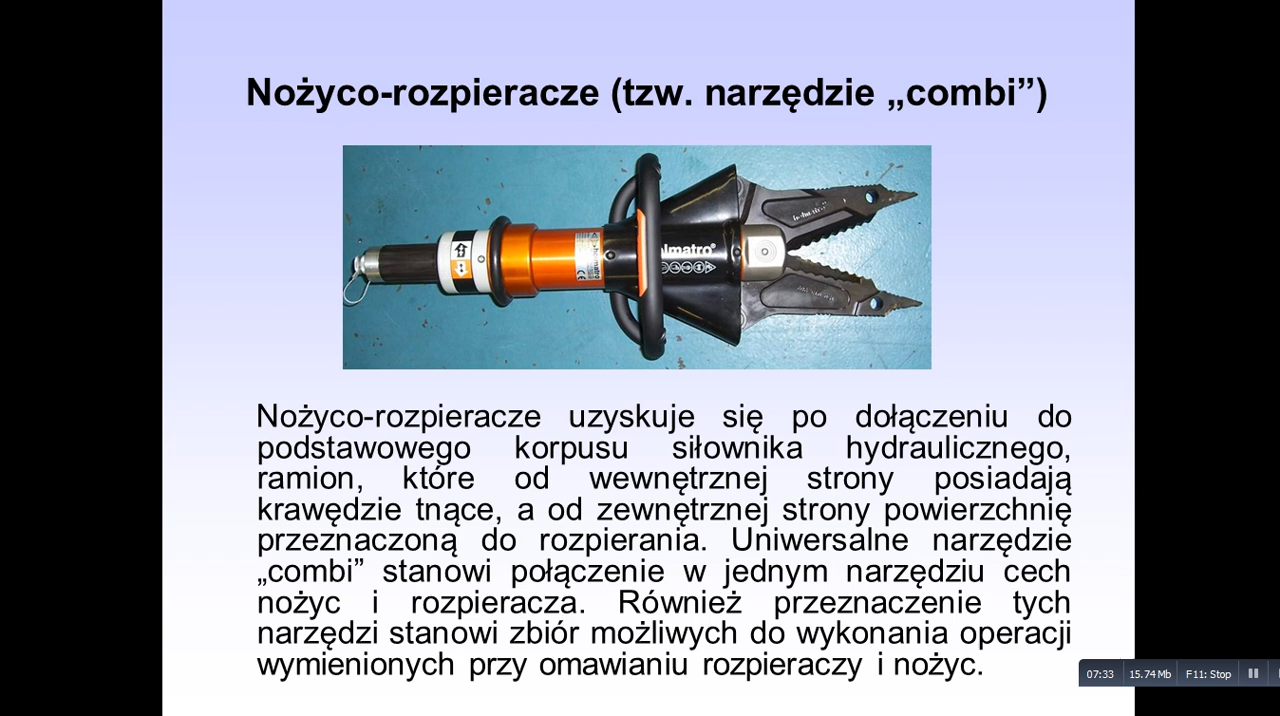 Nożyco-rozpieracze (tzw. narzędzie „combi”)
lmatro®
Nożyco-rozpieracze uzyskuje się po dołączeniu do
podstawowego korpusu siłownika hydraulicznego,
ramion, które od wewnętrznej strony posiadają
krawędzie tnące, a od zewnętrznej strony powierzchnię
przeznaczoną do rozpierania. Uniwersalne narzędzie
„combi” stanowi połączenie w jednym narzędziu cech
nożyc i rozpieracza. Również przeznaczenie tych
narzędzi stanowi zbiór możliwych do wykonania operacji
wymienionych przy omawianiu rozpieraczy i nożyc.
07:33 15.74 Mb F11: Stop